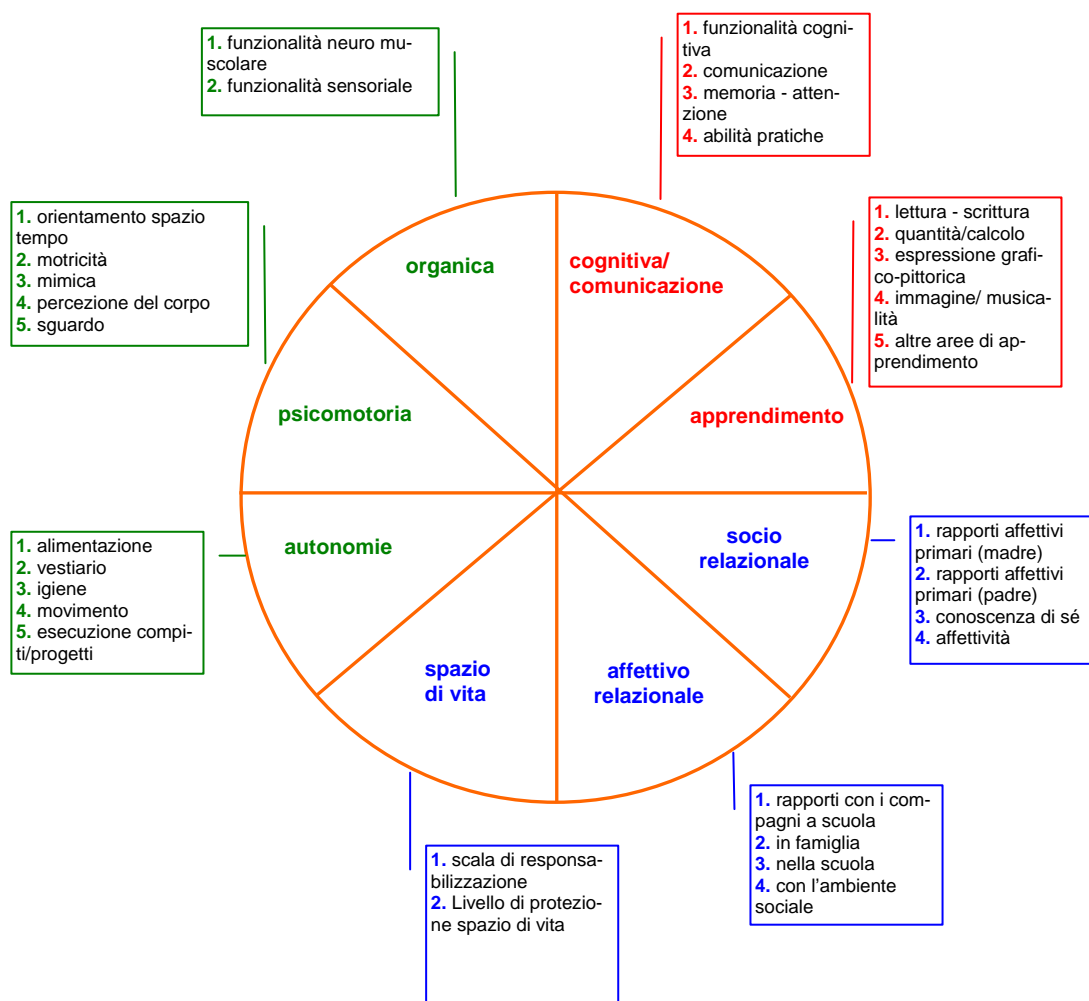 1. funzionalità neuro mu-
scolare
2. funzionalità sensoriale
1. funzionalità cogni-
tiva
2. comunicazione
3. memoria - atten-
zione
4. abilità pratiche
1. orientamento spazio
tempo
2. motricità
3. mimica
4. percezione del corpo
5. sguardo
1. lettura - scrittura
2. quantità/calcolo
3. espressione grafi-
co-pittorica
4. immagine/ musica-
lità
5. altre aree di ap-
prendimento
organica
cognitiva/
comunicazione
psicomotoria
apprendimento
autonomie
socio
relazionale
spazio
di vita
affettivo
relazionale
1. alimentazione
2. vestiario
3. igiene
4. movimento
5. esecuzione compi-
ti/progetti
1. rapporti affettivi
primari (madre)
2. rapporti affettivi
primari (padre)
3. conoscenza di sé
4. affettività
1. scala di responsa-
bilizzazione
2. Livello di protezio-
ne spazio di vita
1. rapporti con i com-
pagni a scuola
2. in famiglia
3. nella scuola
4. con l'ambiente
sociale